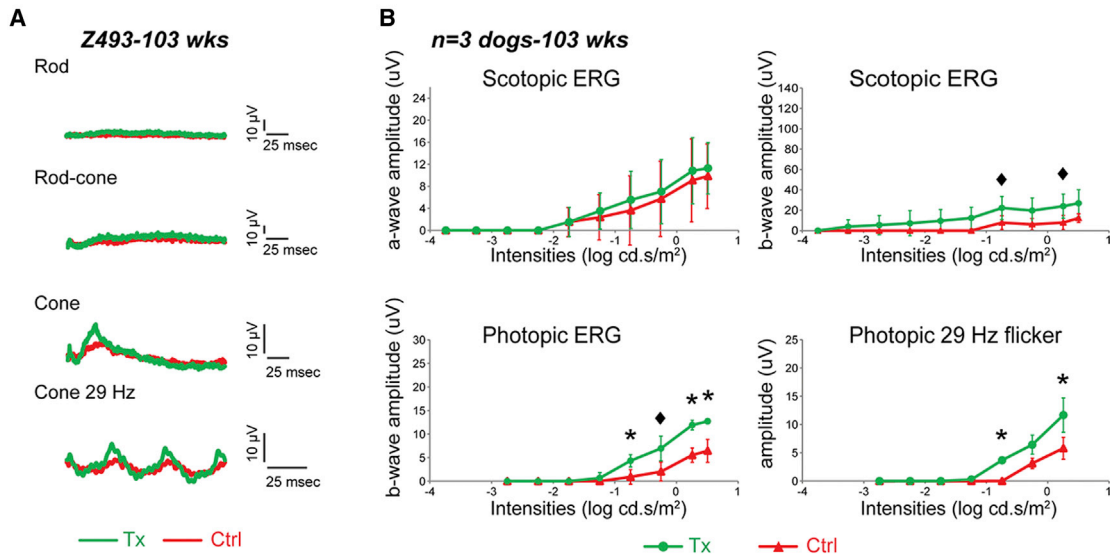 A
Z493-103 wks
Rod
10 µV
25 msec
Rod-cone
10 µV
25 msec
Cone
10 µV
25 msec
Cone 29 Hz
10 µV
25 msec
Tx Ctrl
B
n=3 dogs-103 wks
Scotopic ERG
a-wave amplitude (uV)
24
20
16
12
8
4
0
-4 -3 -2 -1 0 1
Intensities (log cd.s/m²)
Scotopic ERG
b-wave amplitude (uV)
140
120
100
80
60
40
20
0
-4 -3 -2 -1 0 1
Intensities (log cd.s/m²)
Photopic ERG
b-wave amplitude (uV)
30
25
20
15
10
5
0
-4 -3 -2 -1 0 1
Intensities (log cd.s/m²)
* ♦ * *
Photopic 29 Hz flicker
amplitude (uV)
25
20
15
10
5
0
-4 -3 -2 -1 0 1
Intensities (log cd.s/m²)
* *
Tx Ctrl